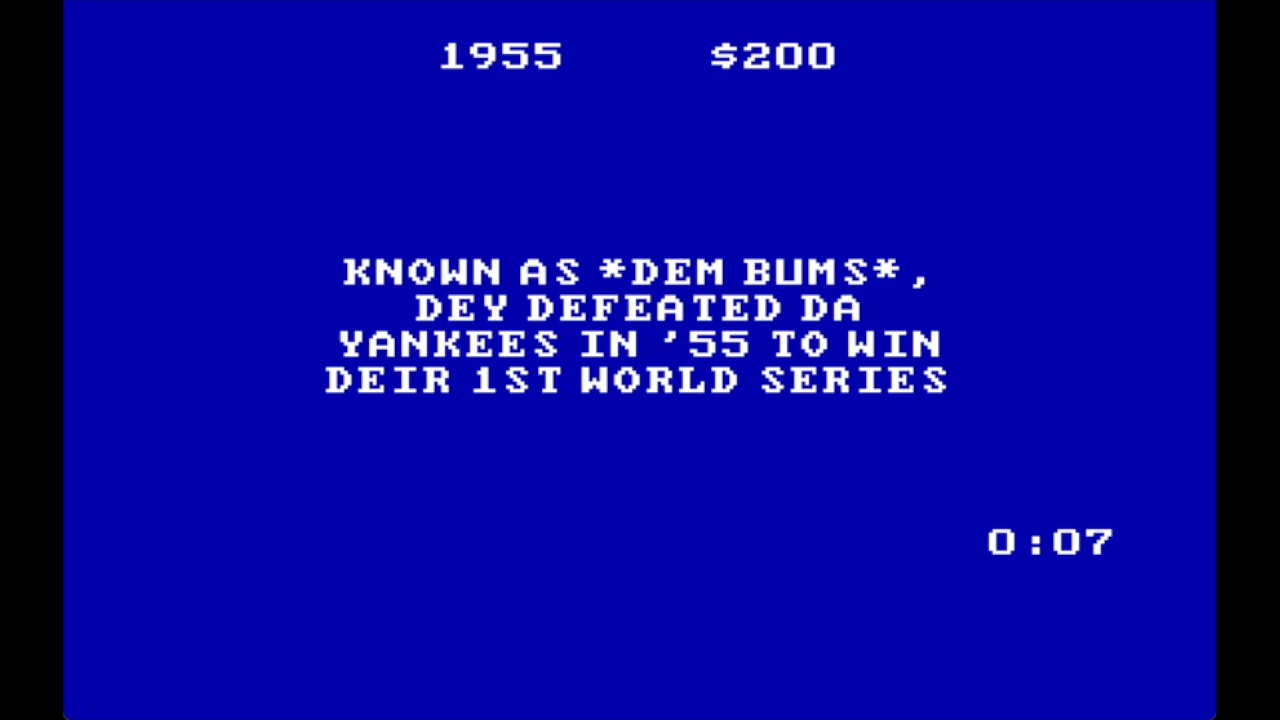 1955 $200
KNOWN AS *DEM BUMS*,
DEY DEFEATED DA
YANKEES IN '55 TO WIN
DEIR 1ST WORLD SERIES
0:07